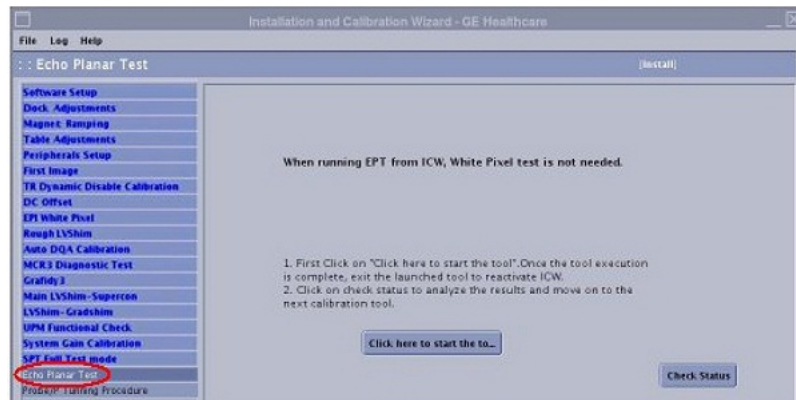 Installation and Calibration Wizard - GE Healthcare
File Log Help
: : Echo Planar Test
[Install]
Software Setup
Dock Adjustments
Magnet Ramping
Table Adjustments
Peripherals Setup
First Image
TR Dynamic Disable Calibration
DC Offset
EPI White Pixel
Rough LVShim
Auto DQA Calibration
MCR3 Diagnostic Test
Grafidy3
Main LVShim-Supercon
LVShim-Gradshim
UPM Functional Check
System Gain Calibration
SPT Full Test mode
Echo Planar Test
Procedure
When running EPT from ICW, White Pixel test is not needed.
1. First Click on "Click here to start the tool".Once the tool execution
is complete, exit the launched tool to reactivate ICW.
2. Click on check status to analyze the results and move on to the
next calibration tool.
Click here to start the to...
Check Status